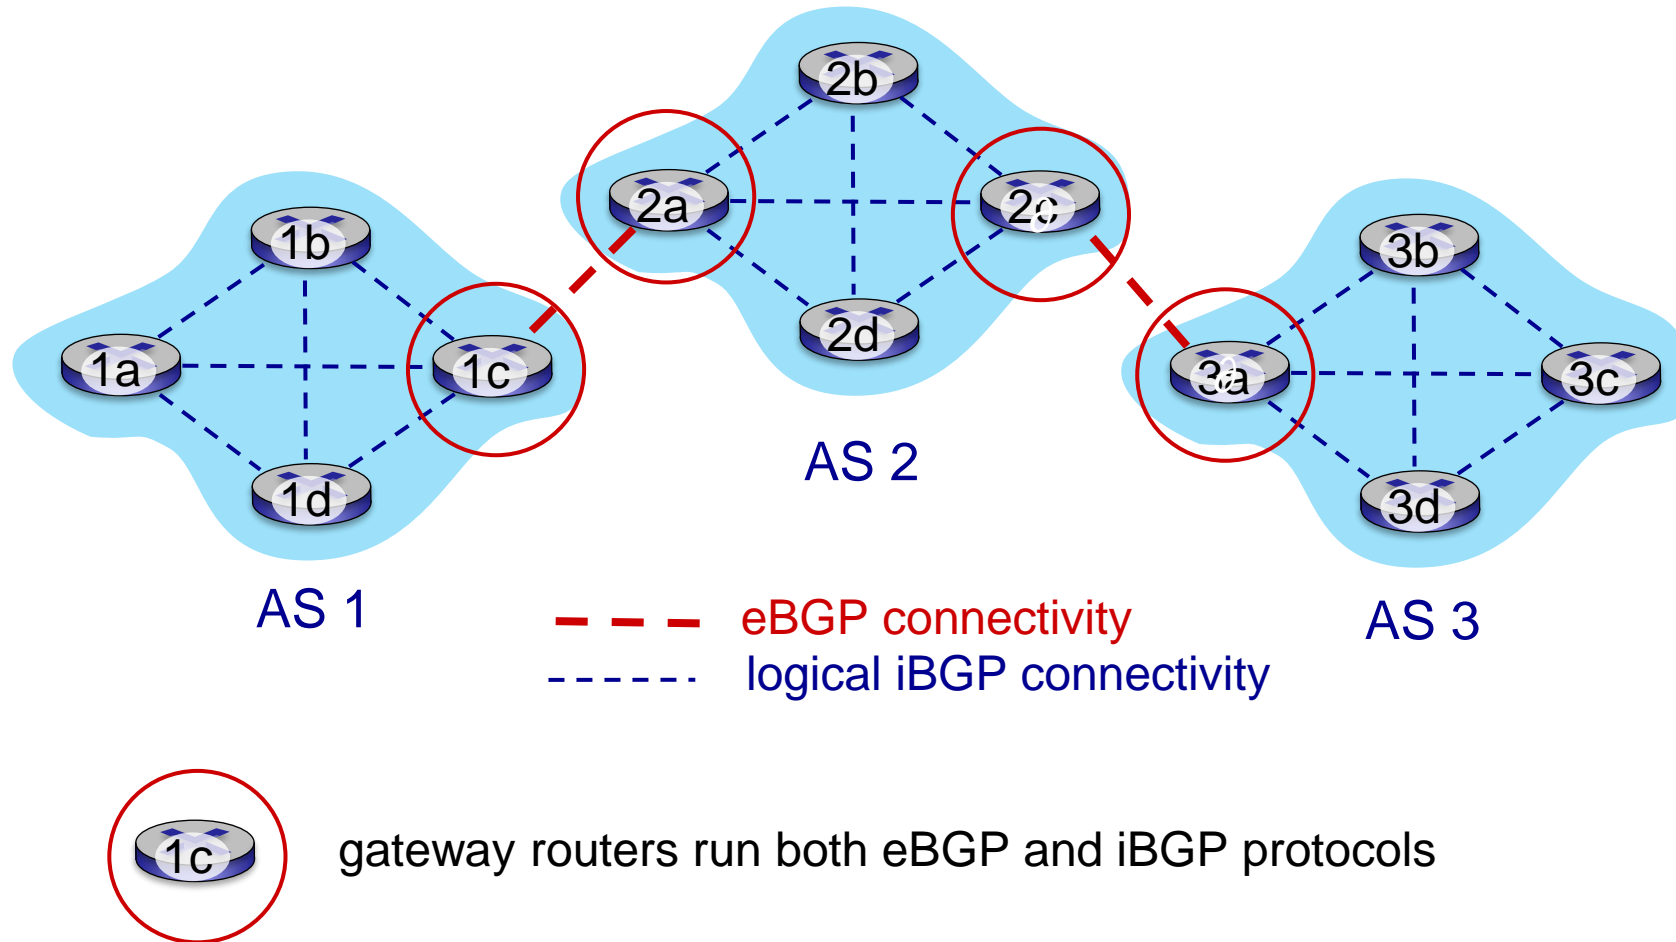 2b
2a
2c
1b
3b
2d
1a
1c
3a
3c
AS 2
1d
3d
AS 1
eBGP connectivity
AS 3
logical iBGP connectivity
1c
gateway routers run both eBGP and iBGP protocols